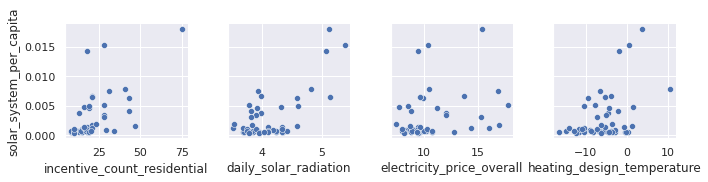 solar_system_per_capita
0.015
0.010
0.005
0.000
25 50 75
4 5
10 15
−10 0 10
incentive_count_residential
daily_solar_radiation
electricity_price_overall
heating_design_temperature